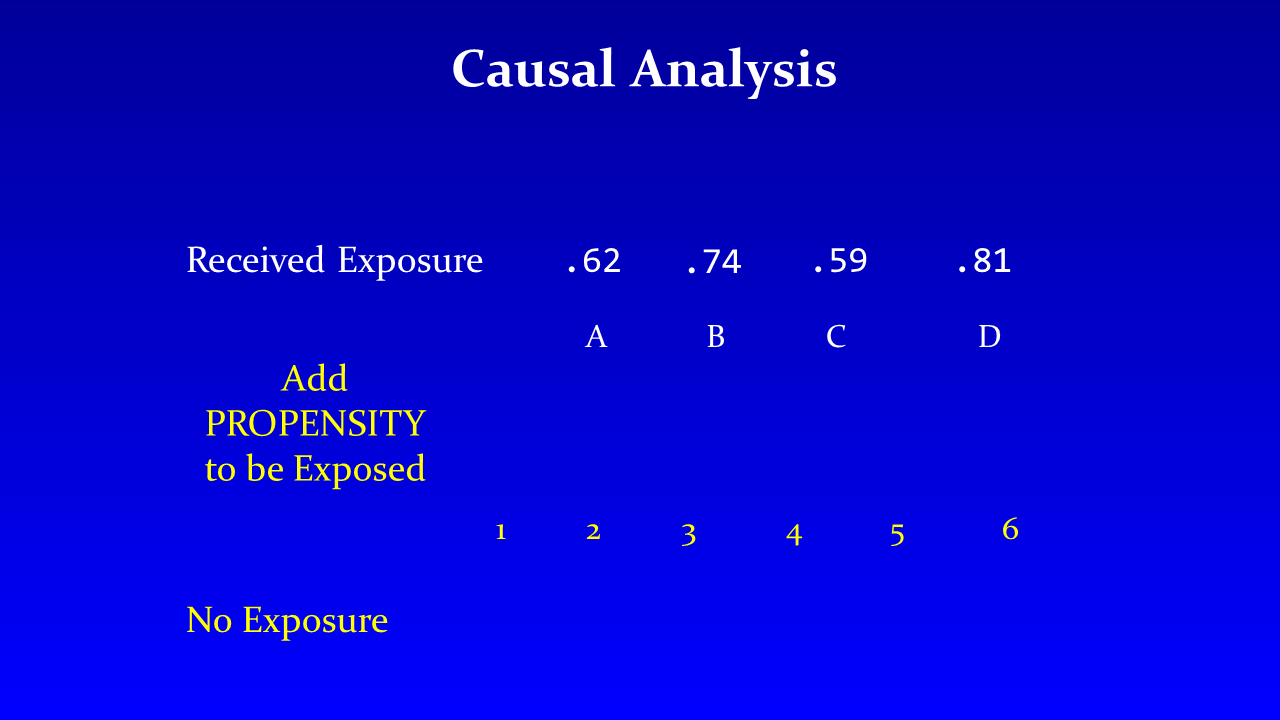 Causal Analysis
Received Exposure .62 .74 .59 .81
A B C D
Add
PROPENSITY
to be Exposed
1 2 3 4 5 6
No Exposure